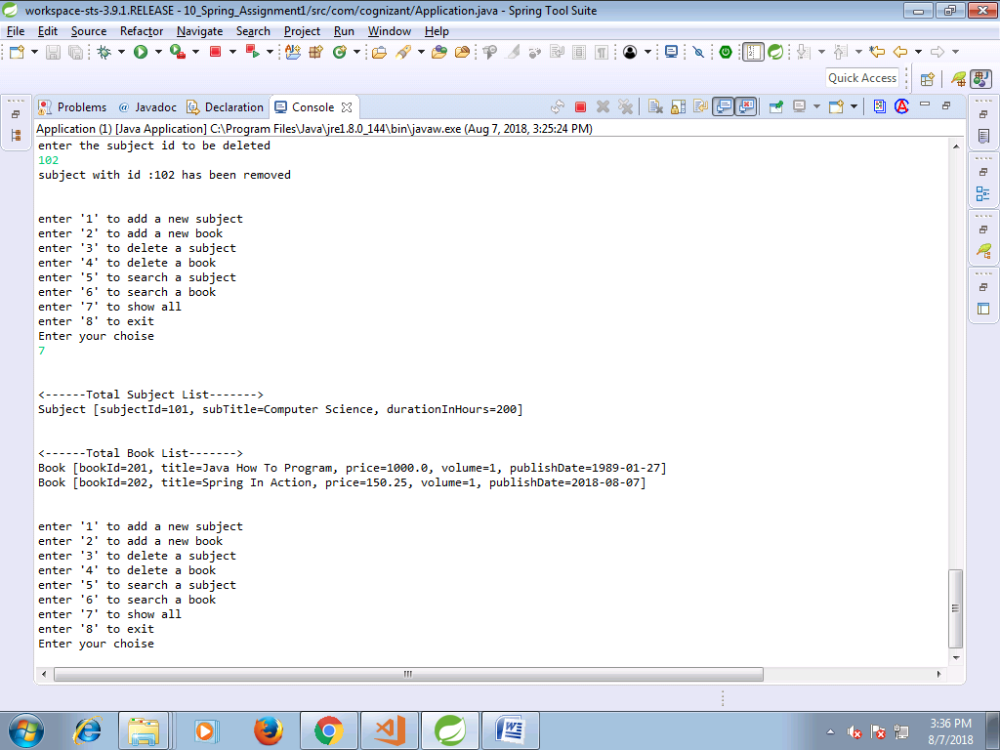 workspace-sts-3.9.1.RELEASE - 10_Spring_Assignment1/src/com/cognizant/Application.java - Spring Tool Suite
File Edit Source Refactor Navigate Search Project Run Window Help
Quick Access
Problems @ Javadoc Declaration Console
Application (1) [Java Application] C:\Program Files\Java\jre1.8.0_144\bin\javaw.exe (Aug 7, 2018, 3:25:24 PM)
enter the subject id to be deleted
102
subject with id :102 has been removed
enter '1' to add a new subject
enter '2' to add a new book
enter '3' to delete a subject
enter '4' to delete a book
enter '5' to search a subject
enter '6' to search a book
enter '7' to show all
enter '8' to exit
Enter your choise
7
<------Total Subject List------->
Subject [subjectId=101, subTitle=Computer Science, durationInHours=200]
<------Total Book List------->
Book [bookId=201, title=Java How To Program, price=1000.0, volume=1, publishDate=1989-01-27]
Book [bookId=202, title=Spring In Action, price=150.25, volume=1, publishDate=2018-08-07]
enter '1' to add a new subject
enter '2' to add a new book
enter '3' to delete a subject
enter '4' to delete a book
enter '5' to search a subject
enter '6' to search a book
enter '7' to show all
enter '8' to exit
Enter your choise
3:36 PM
8/7/2018